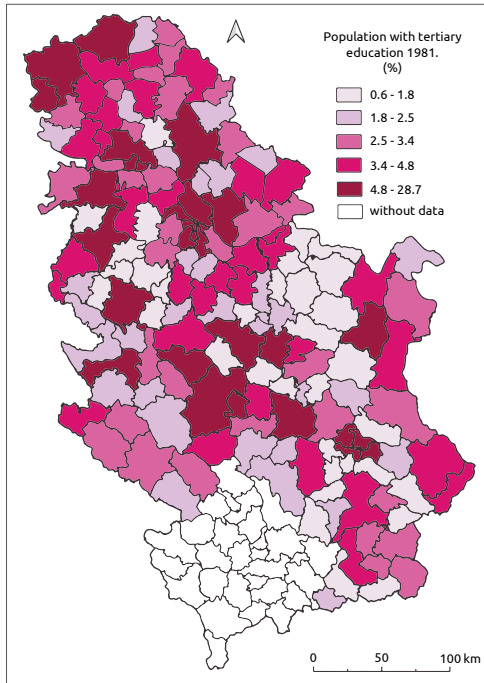 Population with tertiary
education 1981.
(%)
0.6 - 1.8
1.8 - 2.5
2.5 - 3.4
3.4 - 4.8
4.8 - 28.7
without data
0 50 100 km